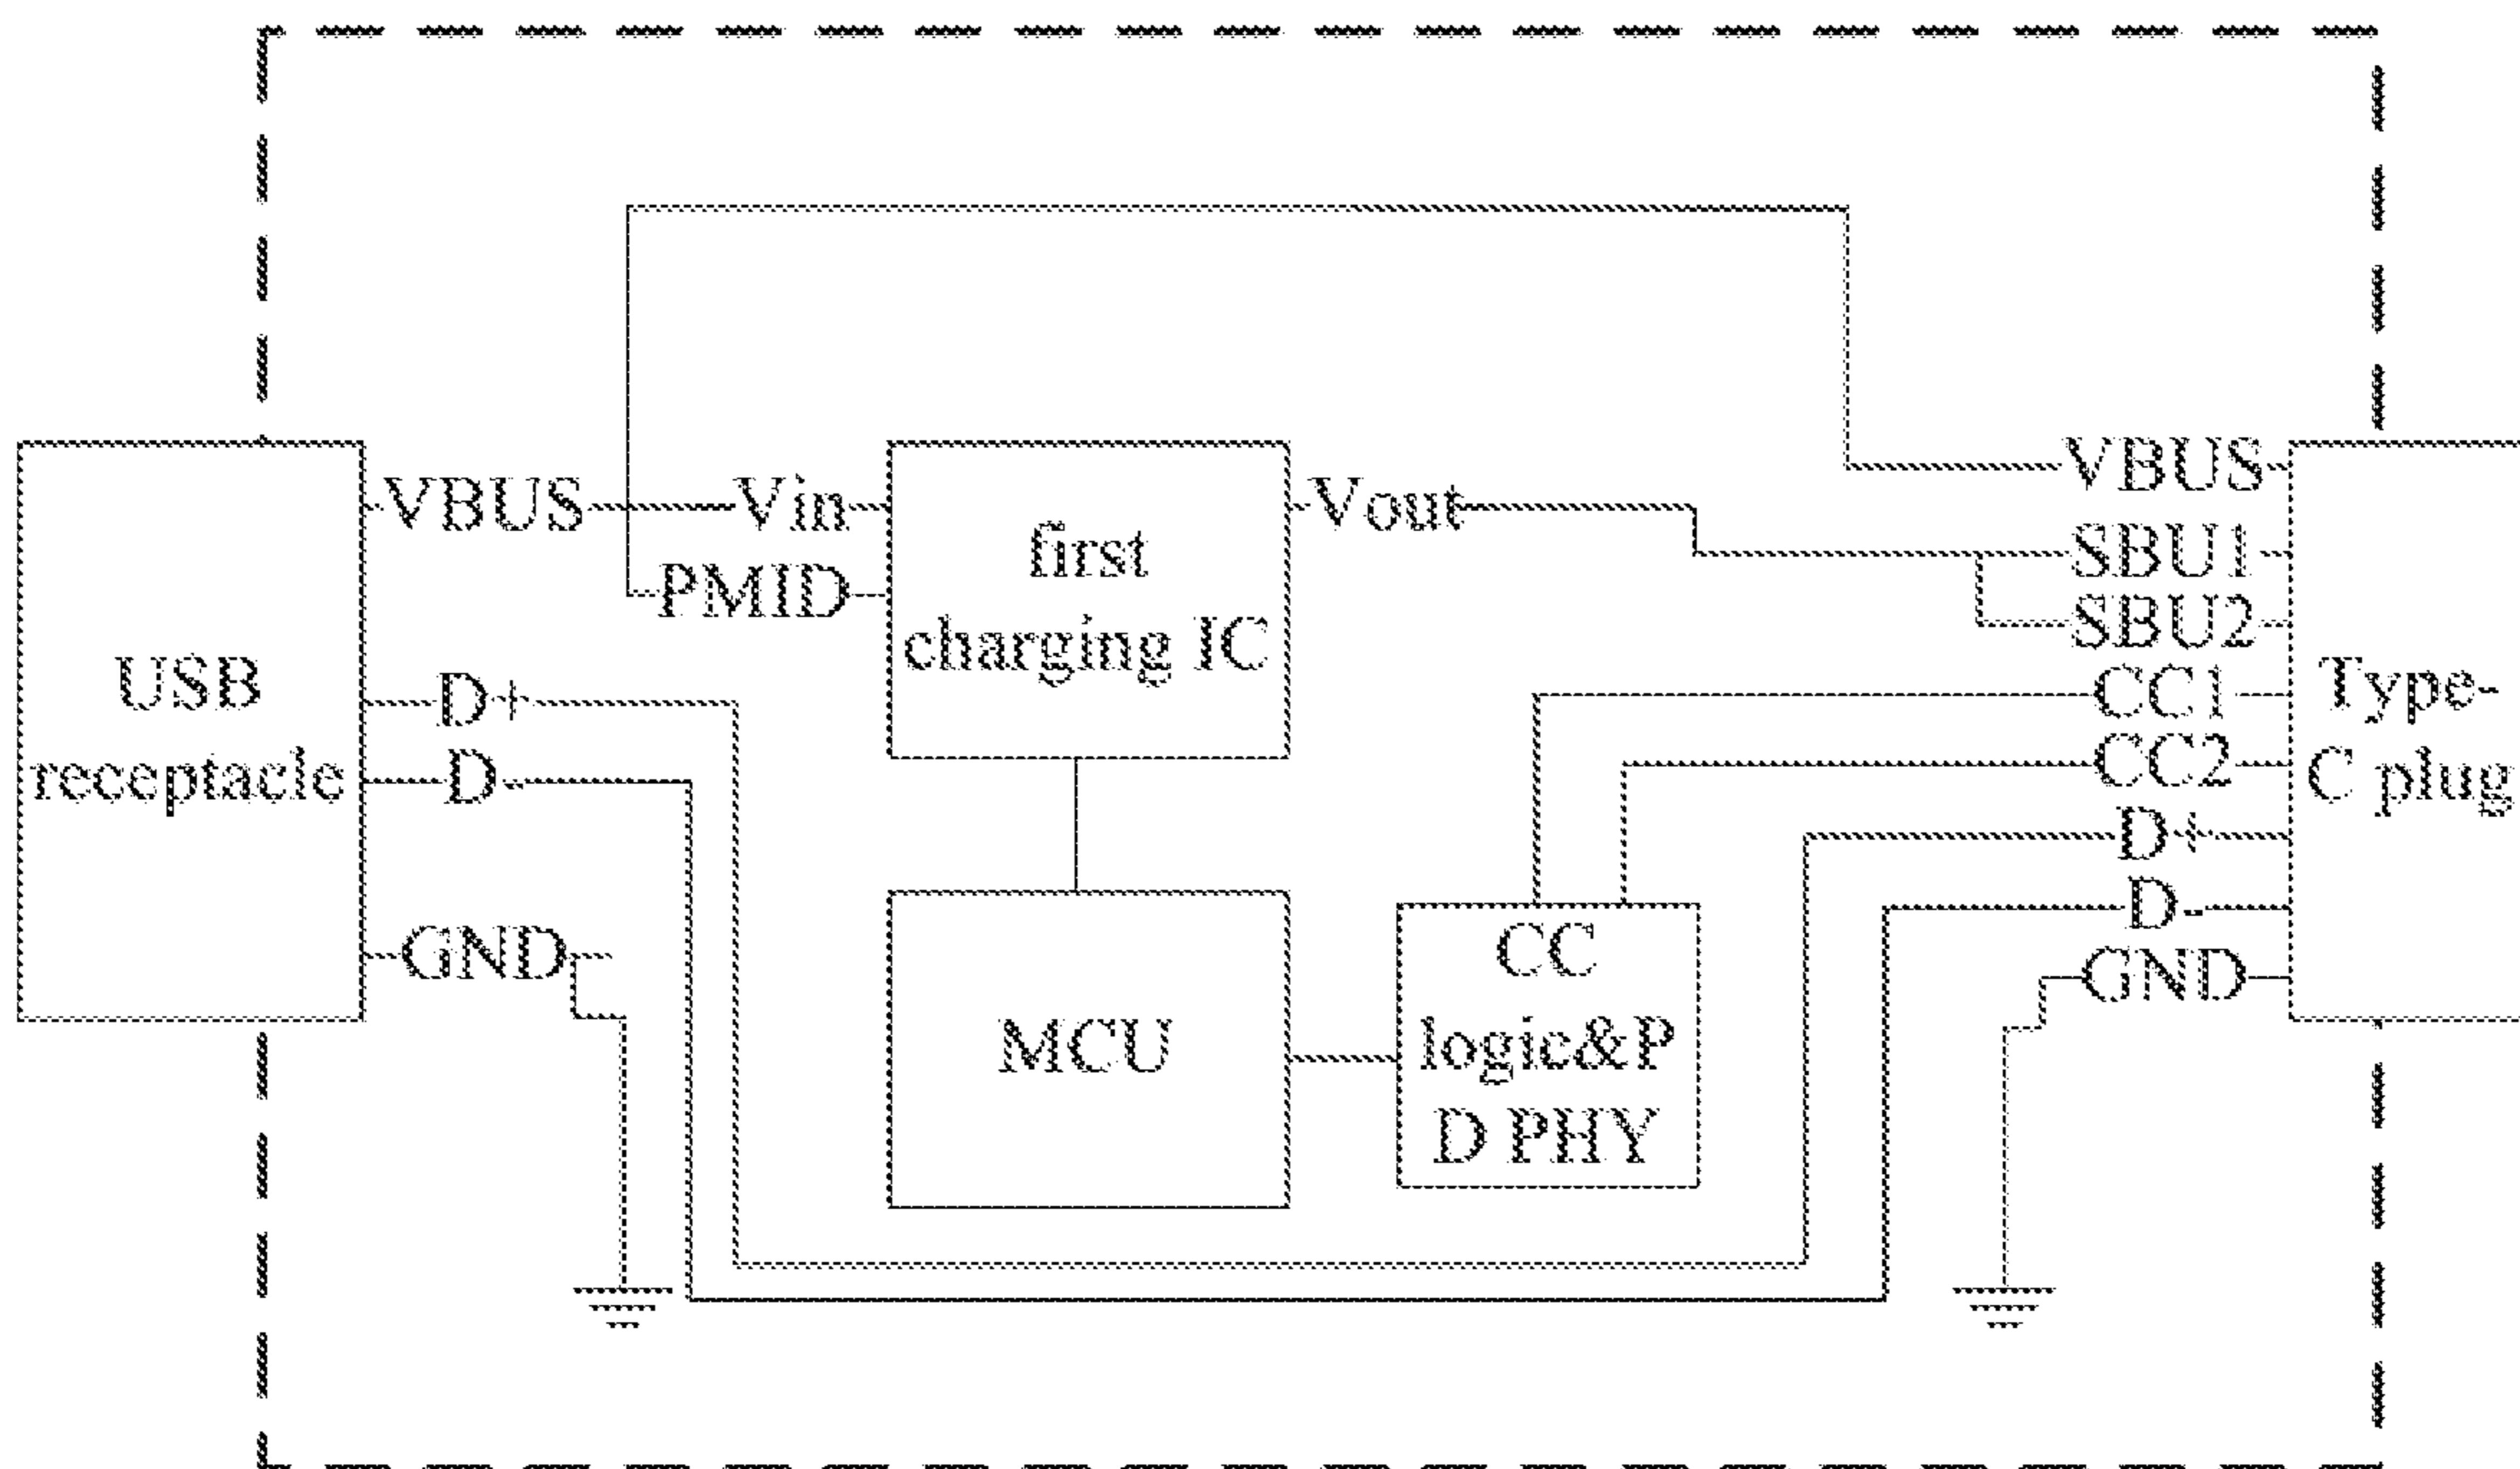 USB
receptacle
VBUS
D+
D-
GND
Vin
PMID
first
charging IC
Vout
MCU
CC
logic&P
D PHY
VBUS
SBU1
SBU2
CC1
CC2
D+
D-
GND
Type-
C plug